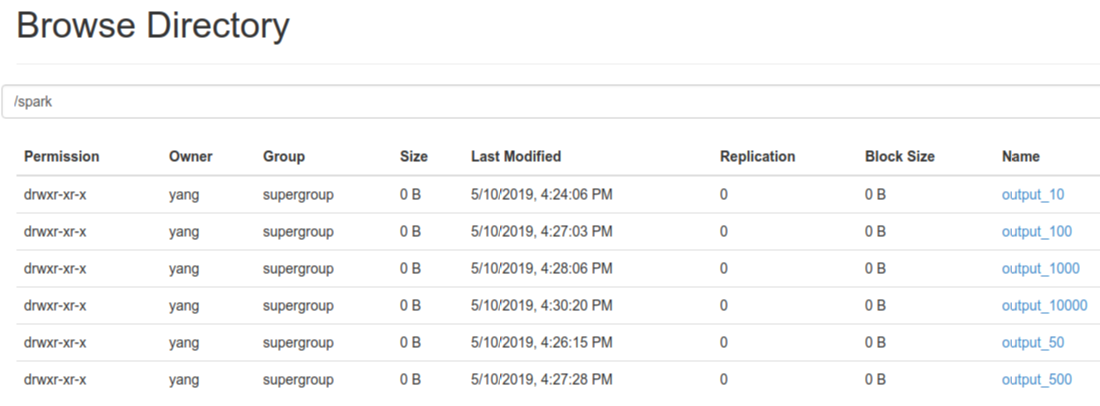 Browse Directory
/spark
Permission Owner Group Size Last Modified Replication Block Size Name
drwxr-xr-x yang supergroup 0 B 5/10/2019, 4:24:06 PM 0 0 B output_10
drwxr-xr-x yang supergroup 0 B 5/10/2019, 4:27:03 PM 0 0 B output_100
drwxr-xr-x yang supergroup 0 B 5/10/2019, 4:28:06 PM 0 0 B output_1000
drwxr-xr-x yang supergroup 0 B 5/10/2019, 4:30:20 PM 0 0 B output_10000
drwxr-xr-x yang supergroup 0 B 5/10/2019, 4:26:15 PM 0 0 B output_50
drwxr-xr-x yang supergroup 0 B 5/10/2019, 4:27:28 PM 0 0 B output_500